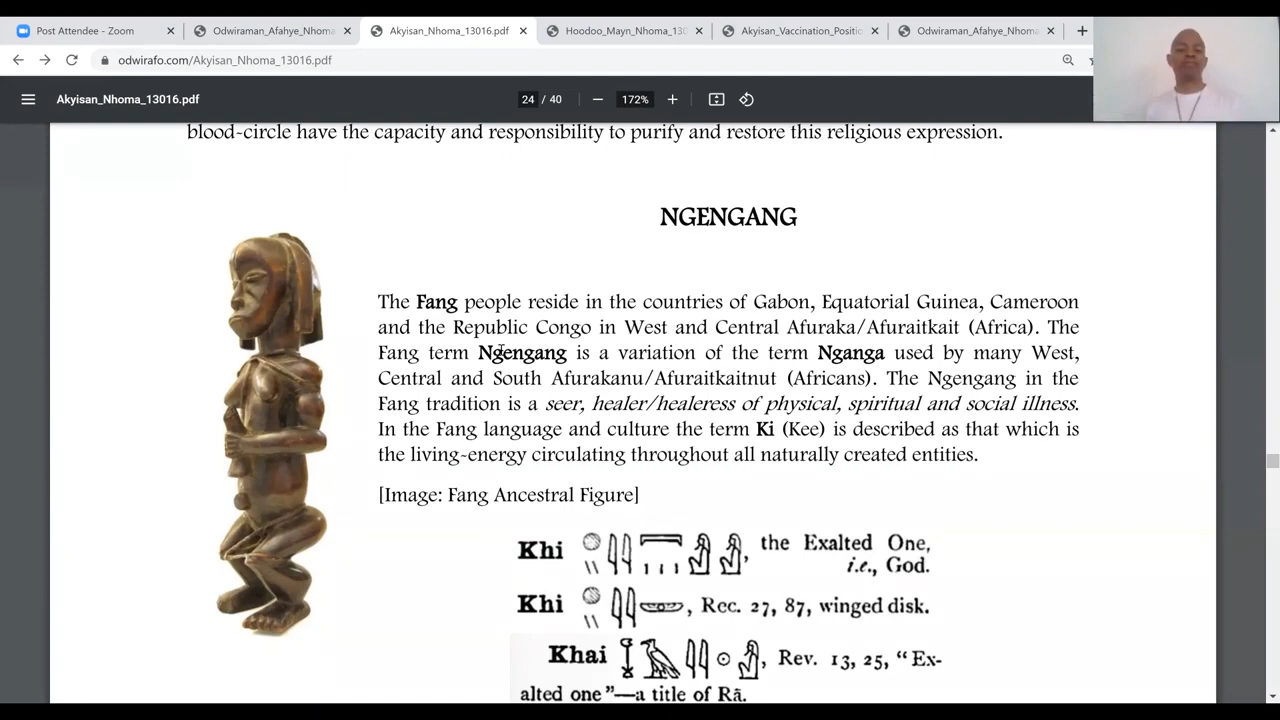 Post Attendee - Zoom
Odwiraman_Afahye_Nhoma
Akyisan_Nhoma_13016.pdf
Hoodoo_Mayn_Nhoma_130
Akyisan_Vaccination_Positio
Odwiraman_Afahye_Nhoma
odwirafo.com/Akyisan_Nhoma_13016.pdf
Akyisan_Nhoma_13016.pdf
24 / 40
172%
blood-circle have the capacity and responsibility to purify and restore this religious expression.
NGENGANG
The Fang people reside in the countries of Gabon, Equatorial Guinea, Cameroon
and the Republic Congo in West and Central Afuraka/Afuraitkait (Africa). The
Fang term Ngengang is a variation of the term Nganga used by many West,
Central and South Afurakanu/Afuraitkaitnut (Africans). The Ngengang in the
Fang tradition is a seer, healer/healeress of physical, spiritual and social illness.
In the Fang language and culture the term Ki (Kee) is described as that which is
the living-energy circulating throughout all naturally created entities.
[Image: Fang Ancestral Figure]
Khi , the Exalted One,
i.e., God.
Khi , Rec. 27, 87, winged disk.
Khai , Rev. 13, 25, “Ex-
alted one”—a title of Rā.